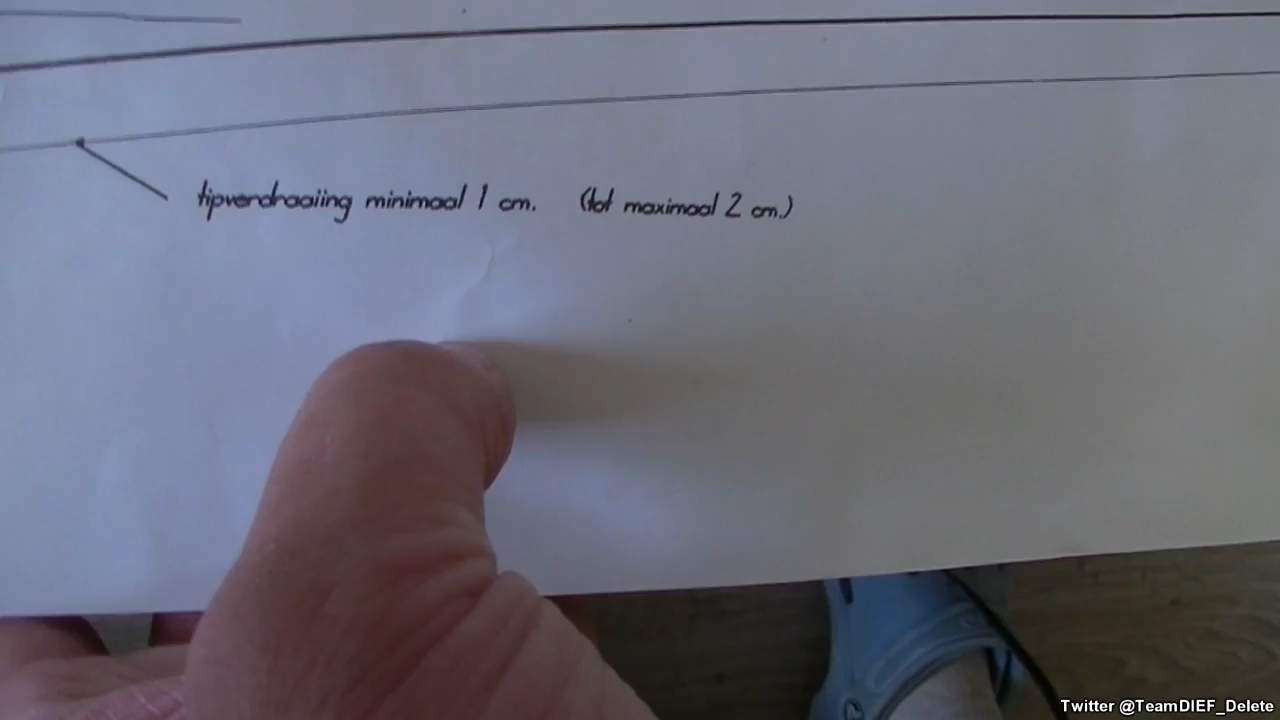 tipverdraaiing minimaal 1 cm. (tot maximaal 2 cm.)
Twitter @TeamDIEF_Delete